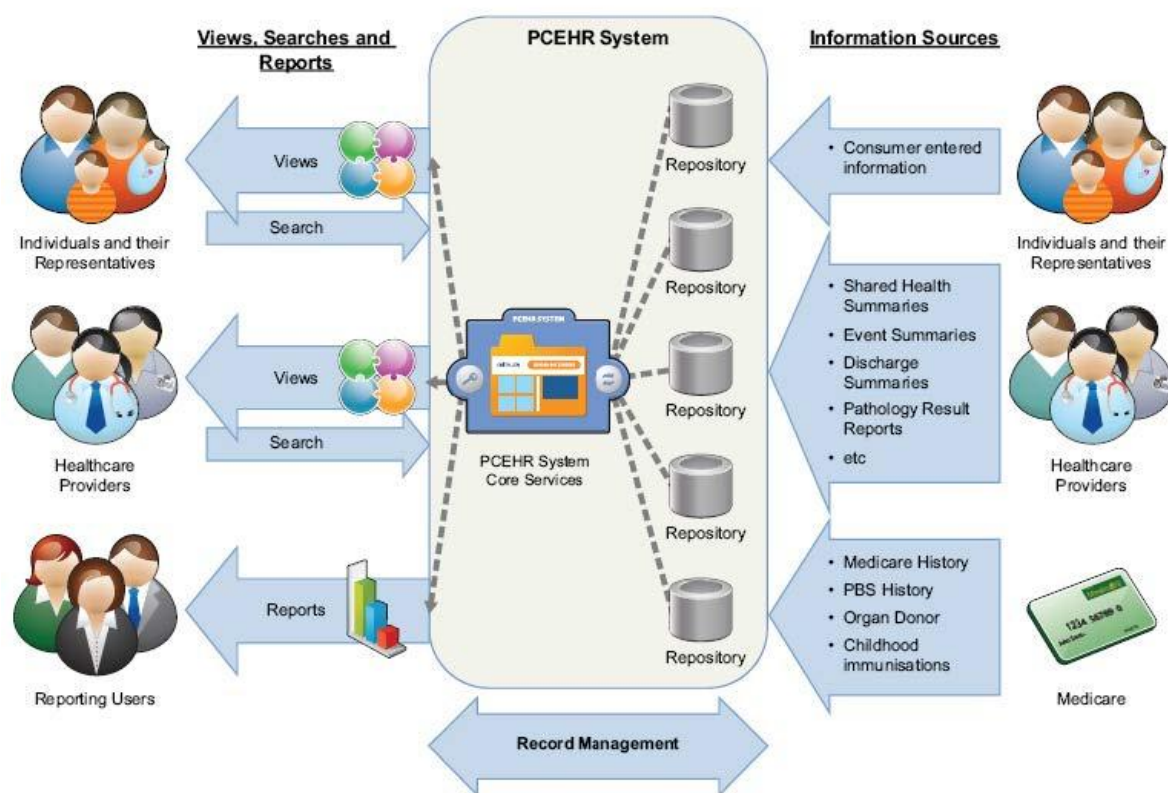 Views, Searches and
Reports
PCEHR System
Information Sources
Views
Search
Individuals and their
Representatives
Views
Search
Healthcare
Providers
Reports
Reporting Users
Repository
Repository
PCEHR SYSTEM
PCEHR System
Core Services
Repository
Repository
Repository
• Consumer entered
information
Individuals and their
Representatives
• Shared Health
Summaries
• Event Summaries
• Discharge
Summaries
• Pathology Result
Reports
• etc
Healthcare
Providers
• Medicare History
• PBS History
• Organ Donor
• Childhood
immunisations
Medicare
Record Management